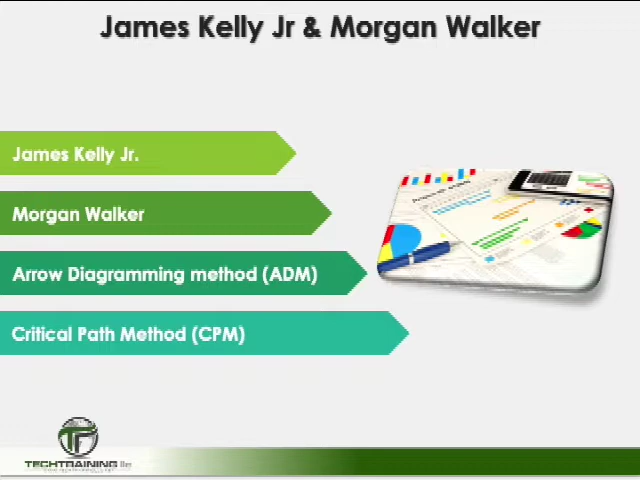 James Kelly Jr & Morgan Walker
James Kelly Jr.
Morgan Walker
Arrow Diagramming method (ADM)
Critical Path Method (CPM)
TECHTRAINING llc